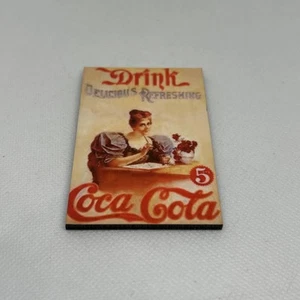 Drink
DELICIOUS REFRESHING
5
Coca Cola